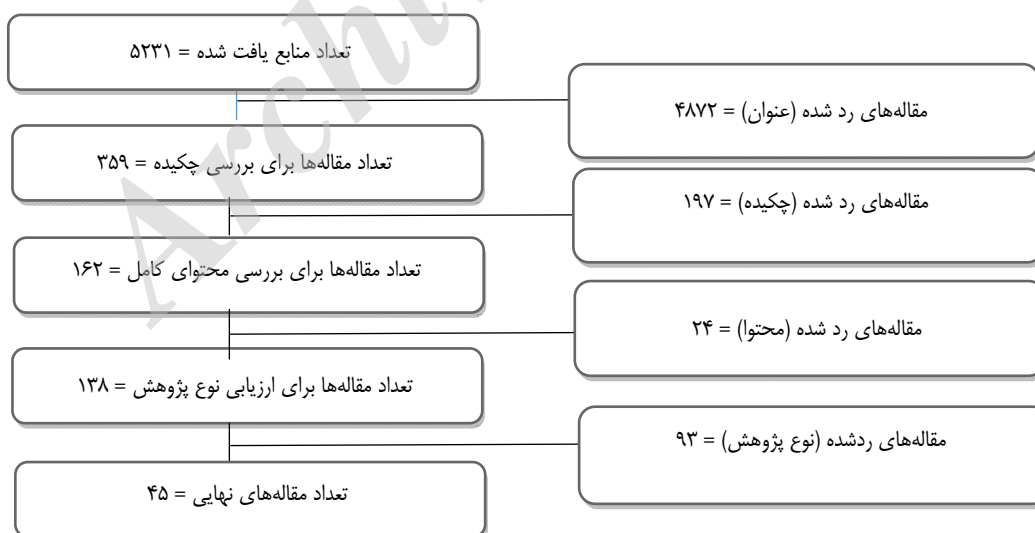 تعداد منابع یافت شده = ۵۲۳۱
مقاله‌های رد شده (عنوان) = ۴۸۷۲
تعداد مقاله‌ها برای بررسی چکیده = ۳۵۹
مقاله‌های رد شده (چکیده) = ۱۹۷
تعداد مقاله‌ها برای بررسی محتوای کامل = ۱۶۲
مقاله‌های رد شده (محتوا) = ۲۴
تعداد مقاله‌ها برای ارزیابی نوع پژوهش = ۱۳۸
مقاله‌های ردشده (نوع پژوهش) = ۹۳
تعداد مقاله‌های نهایی = ۴۵
Archi